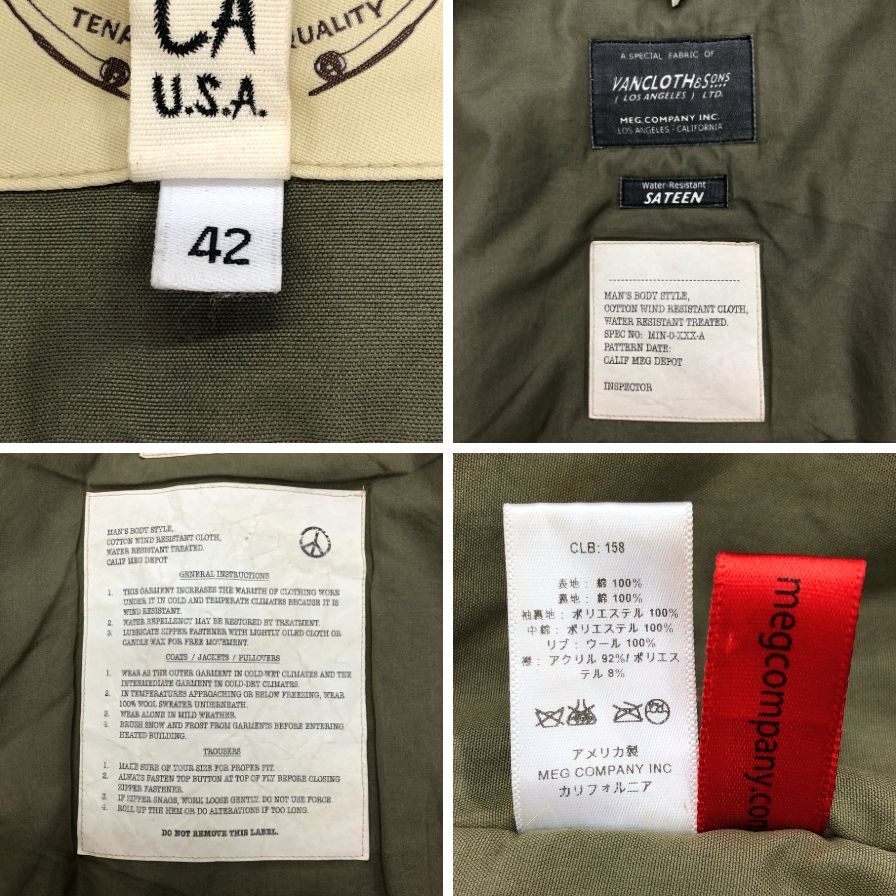 TENA
QUALITY
CA
U.S.A.
42
A SPECIAL FABRIC OF
VANCLOTH & SONS
( LOS ANGELES ) LTD.
MEG COMPANY INC.
LOS ANGELES - CALIFORNIA
Water-Resistant
SATEEN
MAN'S BODY STYLE,
COTTON WIND RESISTANT CLOTH,
WATER RESISTANT TREATED.
SPEC NO: MIN-0-XXX-A
PATTERN DATE:
CALIF MEG DEPOT
INSPECTOR
MAN'S BODY STYLE,
COTTON WIND RESISTANT CLOTH,
WATER RESISTANT TREATED.
CALIF MEG DEPOT
GENERAL INSTRUCTIONS
1. THIS GARMENT INCREASES THE WARMTH OF CLOTHING WORN
UNDER IT IN COLD AND TEMPERATE CLIMATES BECAUSE IT IS
WIND RESISTANT.
2. WATER REPELLENCY MAY BE RESTORED BY TREATMENT.
3. LUBRICATE ZIPPER FASTENER WITH LIGHTLY OILED CLOTH OR
CANDLE WAX FOR FREE MOVEMENT.
COATS / JACKETS / PULLOVERS
1. WEAR AS THE OUTER GARMENT IN COLD-WET CLIMATES AND THE
INTERMEDIATE GARMENT IN COLD-DRY CLIMATES.
2. IN TEMPERATURES APPROACHING OR BELOW FREEZING, WEAR
100% WOOL SWEATER UNDERNEATH.
3. WEAR ALONE IN MILD WEATHER.
4. BRUSH SNOW AND FROST FROM GARMENTS BEFORE ENTERING
HEATED BUILDING.
TROUSERS
1. MAKE SURE OF YOUR SIZE FOR PROPER FIT.
2. ALWAYS FASTEN TOP BUTTON AT TOP OF FLY BEFORE CLOSING
ZIPPER FASTENER.
3. IF ZIPPER SNAGS, WORK LOOSE GENTLY. DO NOT USE FORCE.
4. ROLL UP THE HEM OR DO ALTERATIONS IF TOO LONG.
DO NOT REMOVE THIS LABEL.
CLB: 158
表地： 綿 100%
裏地： 綿 100%
袖裏地： ポリエステル 100%
中綿： ポリエステル 100%
リブ： ウール 100%
襟： アクリル 92%/ ポリエス
テル 8%
アメリカ製
MEG COMPANY INC
カリフォルニア
megcompany.com